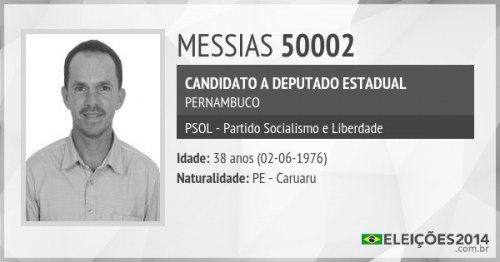 MESSIAS 50002
CANDIDATO A DEPUTADO ESTADUAL
PERNAMBUCO
PSOL - Partido Socialismo e Liberdade
Idade: 38 anos (02-06-1976)
Naturalidade: PE - Caruaru
ELEIÇÕES2014
.com.br